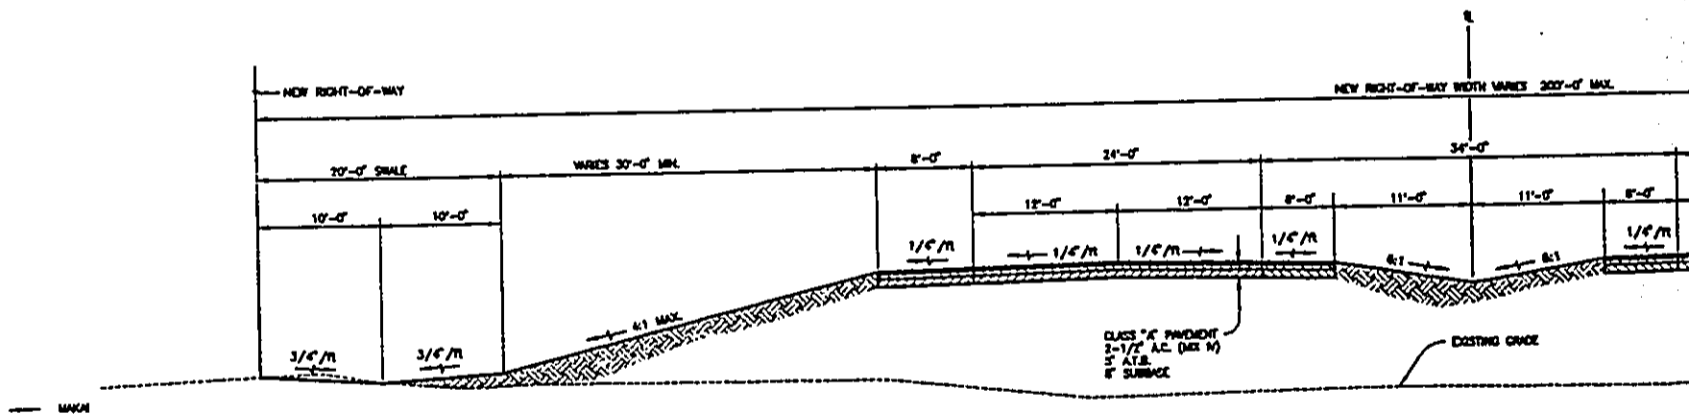 ℄
NEW RIGHT-OF-WAY
NEW RIGHT-OF-WAY WIDTH VARIES 200'-0" MAX.
20'-0" SWALE
VARIES 30'-0" MIN.
8'-0"
24'-0"
34'-0"
10'-0"
10'-0"
12'-0"
12'-0"
8'-0"
11'-0"
11'-0"
8'-0"
1/4"/ft
1/4"/ft
1/4"/ft
1/4"/ft
1/4"/ft
6:1
6:1
4:1 MAX.
3/4"/ft
3/4"/ft
CLASS "A" PAVEMENT
2-1/2" A.C. (MIX IV)
A.T.B.
SUBBASE
EXISTING GRADE
MAKAI